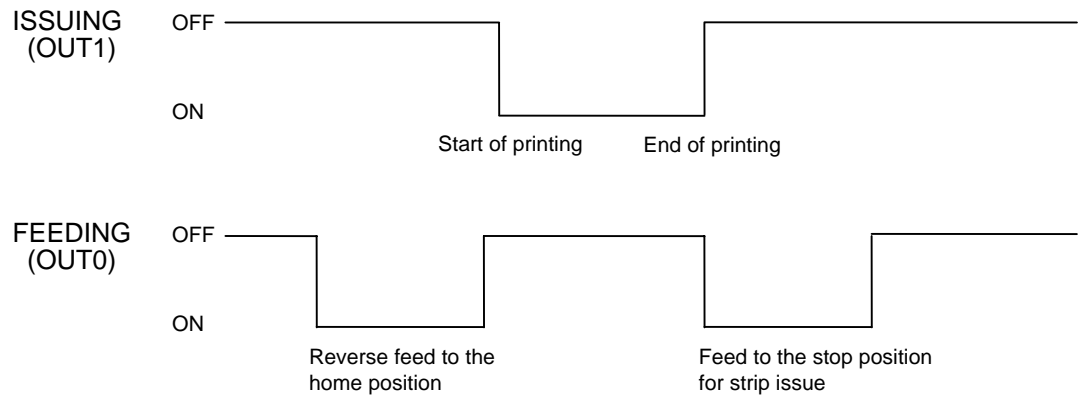 ISSUING
(OUT1)
OFF
ON
Start of printing
End of printing
FEEDING
(OUT0)
OFF
ON
Reverse feed to the
home position
Feed to the stop position
for strip issue